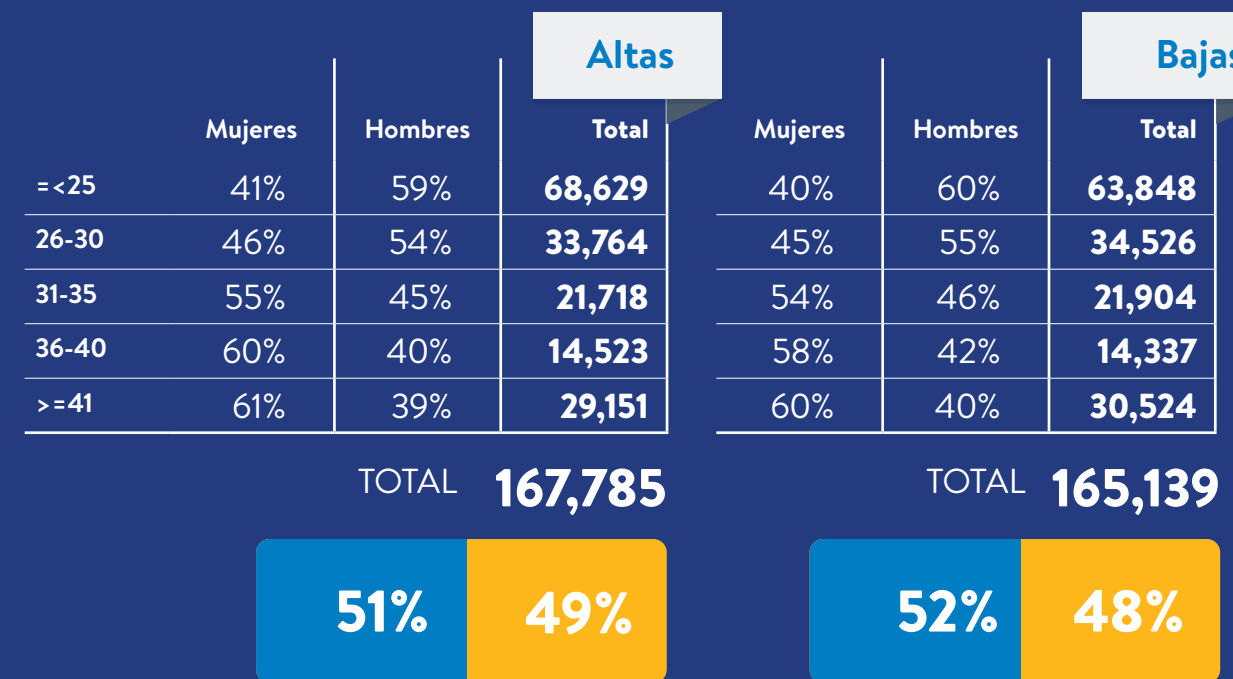 Altas Bajas
Mujeres Hombres Total Mujeres Hombres Total
=<25 41% 59% 68,629 40% 60% 63,848
26-30 46% 54% 33,764 45% 55% 34,526
31-35 55% 45% 21,718 54% 46% 21,904
36-40 60% 40% 14,523 58% 42% 14,337
>=41 61% 39% 29,151 60% 40% 30,524
TOTAL 167,785 TOTAL 165,139
51% 49% 52% 48%